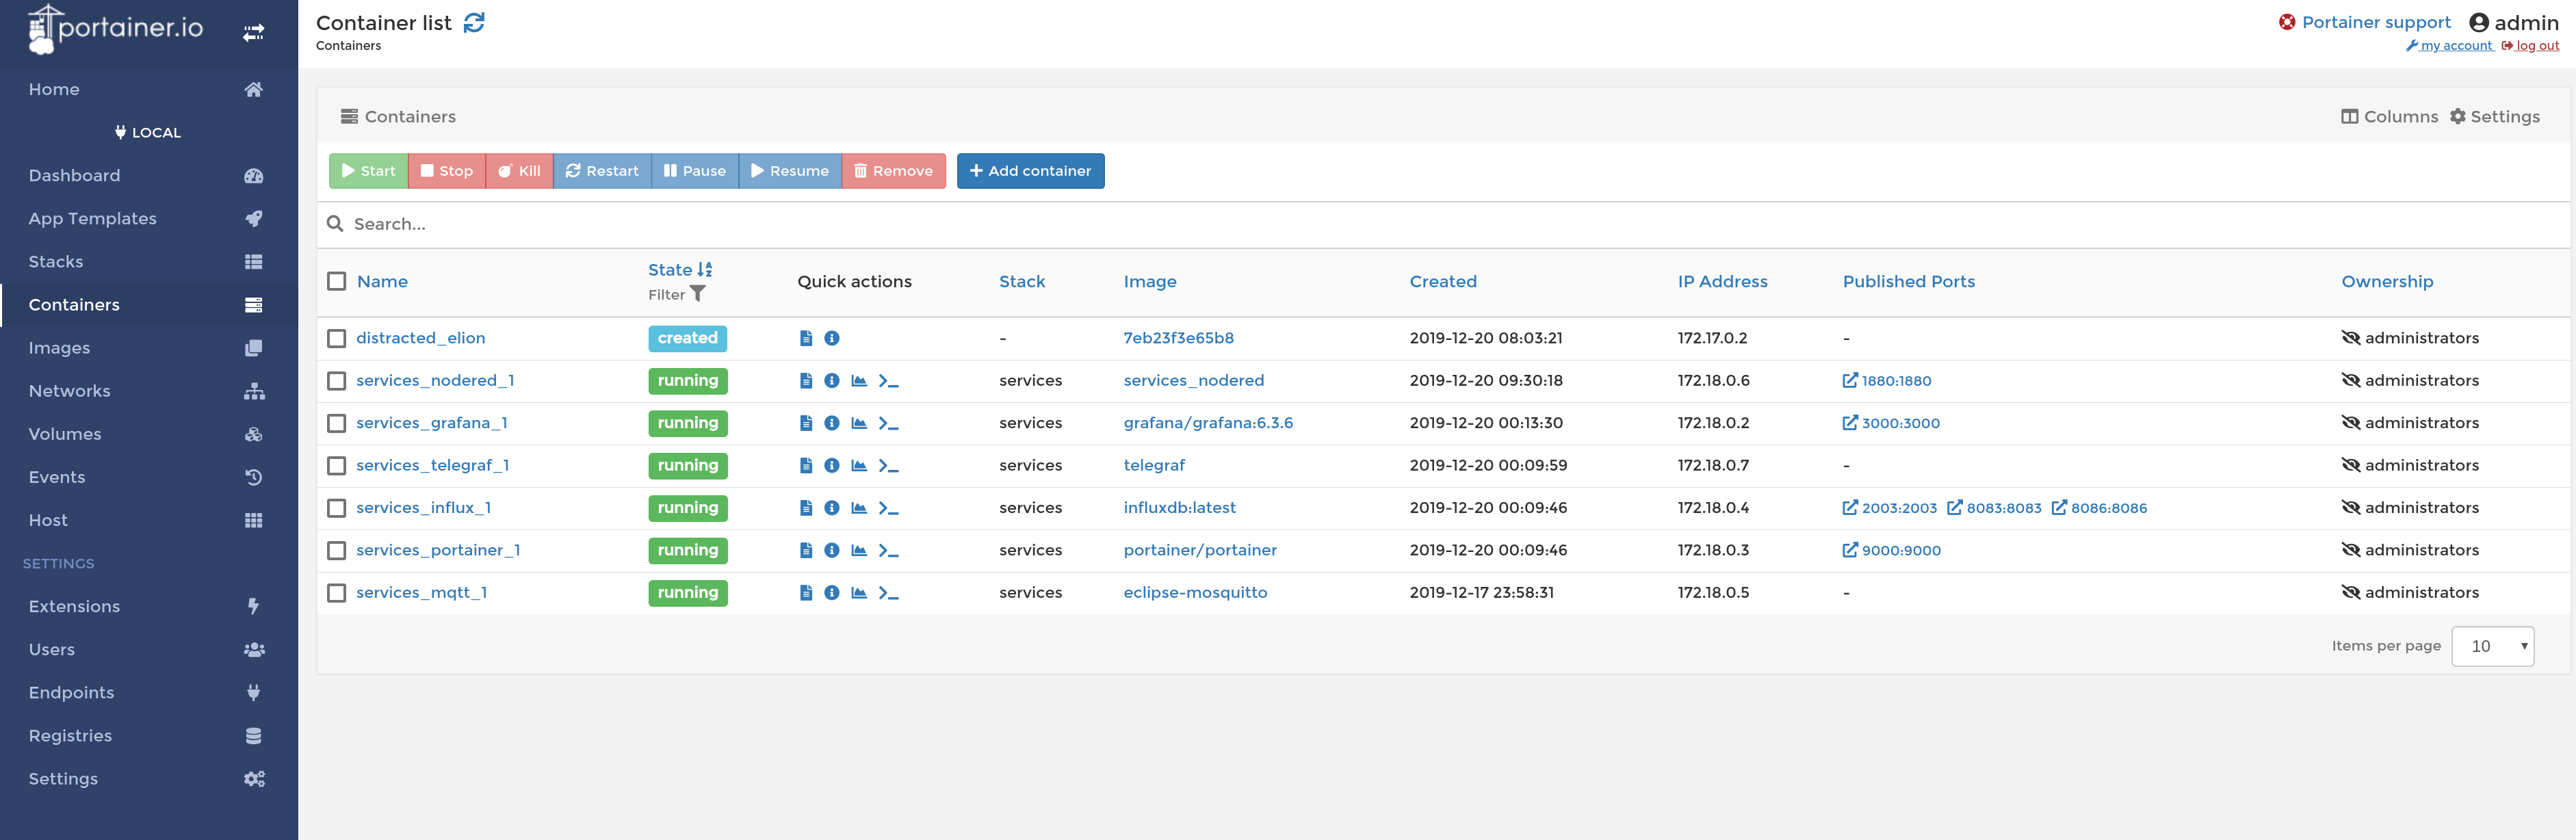 portainer.io
Home
LOCAL
Dashboard
App Templates
Stacks
Containers
Images
Networks
Volumes
Events
Host
SETTINGS
Extensions
Users
Endpoints
Registries
Settings
Container list
Containers
Portainer support admin
my account log out
Containers
Columns Settings
Start Stop Kill Restart Pause Resume Remove Add container
Search...
Name State Quick actions Stack Image Created IP Address Published Ports Ownership
Filter
distracted_elion created - 7eb23f3e65b8 2019-12-20 08:03:21 172.17.0.2 - administrators
services_nodered_1 running services services_nodered 2019-12-20 09:30:18 172.18.0.6 1880:1880 administrators
services_grafana_1 running services grafana/grafana:6.3.6 2019-12-20 00:13:30 172.18.0.2 3000:3000 administrators
services_telegraf_1 running services telegraf 2019-12-20 00:09:59 172.18.0.7 - administrators
services_influx_1 running services influxdb:latest 2019-12-20 00:09:46 172.18.0.4 2003:2003 8083:8083 8086:8086 administrators
services_portainer_1 running services portainer/portainer 2019-12-20 00:09:46 172.18.0.3 9000:9000 administrators
services_mqtt_1 running services eclipse-mosquitto 2019-12-17 23:58:31 172.18.0.5 - administrators
Items per page 10